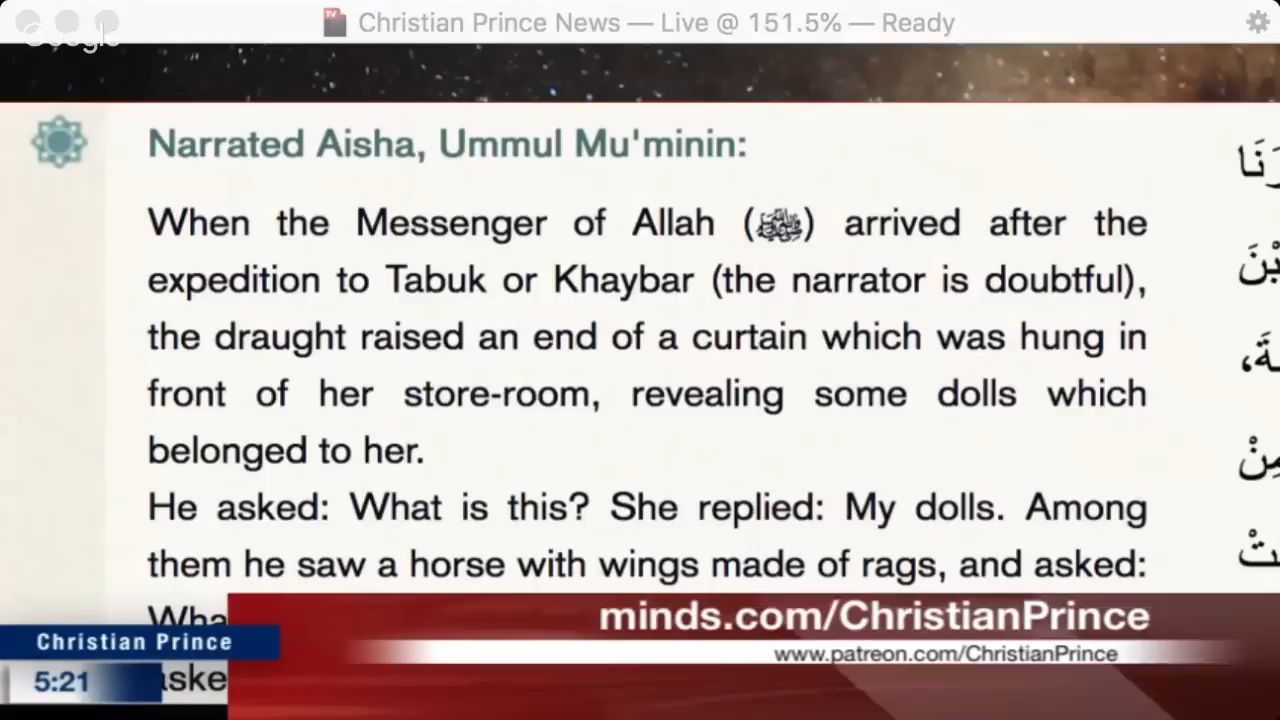 Christian Prince News — Live @ 151.5% — Ready
Google
Narrated Aisha, Ummul Mu'minin:
When the Messenger of Allah (ﷺ) arrived after the
expedition to Tabuk or Khaybar (the narrator is doubtful),
the draught raised an end of a curtain which was hung in
front of her store-room, revealing some dolls which
belonged to her.
He asked: What is this? She replied: My dolls. Among
them he saw a horse with wings made of rags, and asked:
minds.com/ChristianPrince
www.patreon.com/ChristianPrince
Christian Prince
5:21